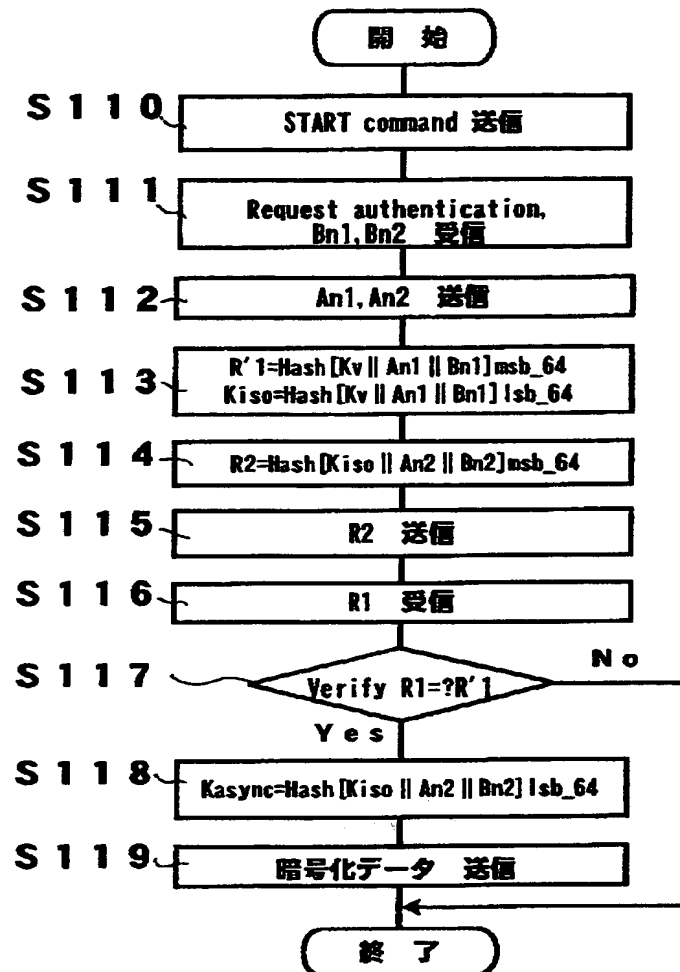 開 始
S110
START command 送信
S111
Request authentication,
Bn1,Bn2 受信
S112
An1,An2 送信
S113
R'1=Hash[Kv||An1||Bn1]msb_64
Kiso=Hash[Kv||An1||Bn1]lsb_64
S114
R2=Hash[Kiso||An2||Bn2]msb_64
S115
R2 送信
S116
R1 受信
S117
Verify R1=?R'1
No
Yes
S118
Kasync=Hash[Kiso||An2||Bn2]lsb_64
S119
暗号化データ 送信
終 了